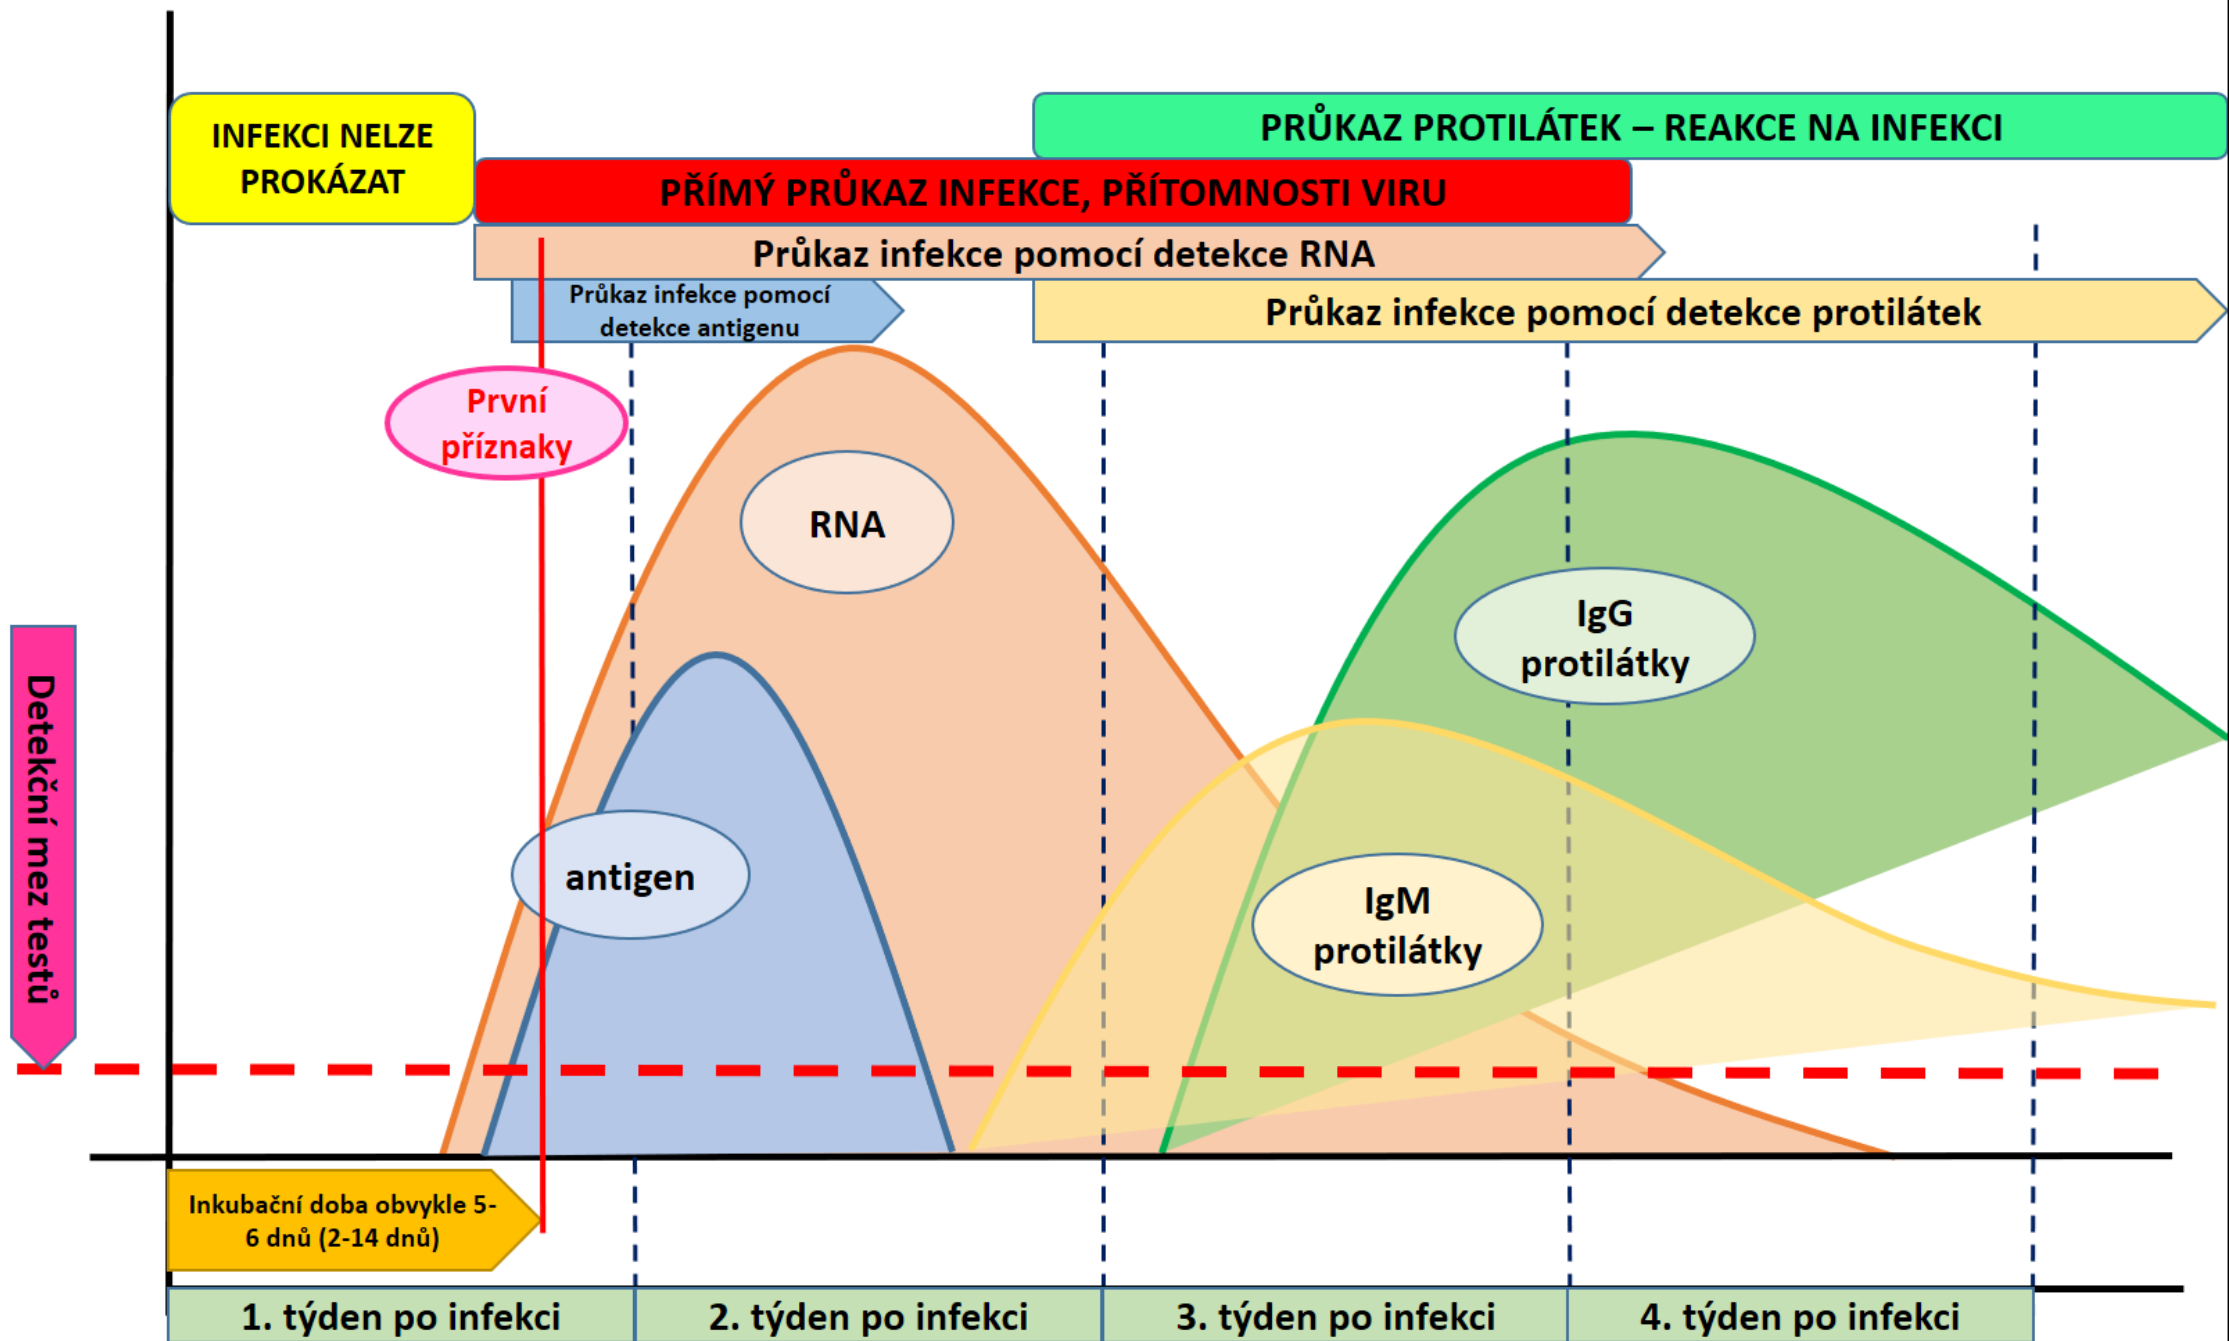 INFEKCI NELZE
PROKÁZAT
PRŮKAZ PROTILÁTEK – REAKCE NA INFEKCI
PŘÍMÝ PRŮKAZ INFEKCE, PŘÍTOMNOSTI VIRU
Průkaz infekce pomocí detekce RNA
Průkaz infekce pomocí
detekce antigenu
Průkaz infekce pomocí detekce protilátek
První
příznaky
RNA
IgG
protilátky
antigen
IgM
protilátky
Detekční mez testů
Inkubační doba obvykle 5-
6 dnů (2-14 dnů)
1. týden po infekci
2. týden po infekci
3. týden po infekci
4. týden po infekci